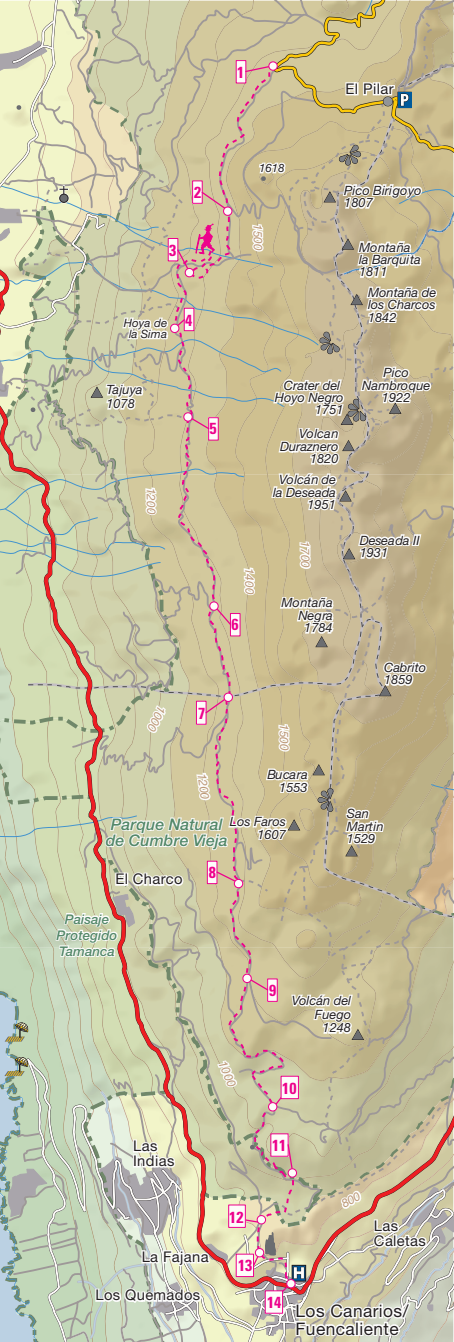 1
El Pilar
P
1618
2
Pico Birigoyo
1807
1500
3
Montaña
la Barquita
1811
Montaña de
los Charcos
1842
4
Hoya de
la Sima
Tajuya
1078
Crater del
Hoyo Negro
1751
Pico
Nambroque
1922
5
Volcan
Duraznero
1820
Volcán de
la Deseada
1951
1200
Deseada II
1931
1700
1400
Montaña
Negra
1784
6
Cabrito
1859
7
1000
1500
1200
Bucara
1553
Parque Natural
de Cumbre Vieja
Los Faros
1607
San
Martin
1529
8
El Charco
Paisaje
Protegido
Tamanca
9
Volcán del
Fuego
1248
1000
10
11
Las
Indias
800
12
Las
Caletas
La Fajana
13
H
Los Quemados
14
Los Canarios/
Fuencaliente